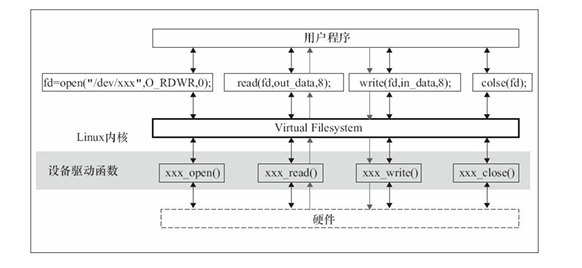 用户程序
fd=open("/dev/xxx",O_RDWR,0);
read(fd,out_data,8);
write(fd,in_data,8);
colse(fd);
Virtual Filesystem
Linux内核
设备驱动函数
xxx_open()
xxx_read()
xxx_write()
xxx_close()
硬件